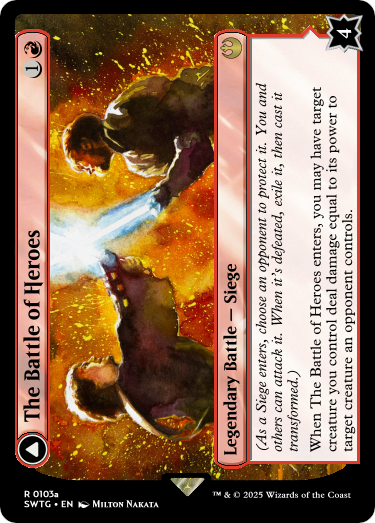 The Battle of Heroes
1
Legendary Battle — Siege
(As a Siege enters, choose an opponent to protect it. You and
others can attack it. When it's defeated, exile it, then cast it
transformed.)
When The Battle of Heroes enters, you may have target
creature you control deal damage equal to its power to
target creature an opponent controls.
4
R 0103a
SWTG • EN Milton Nakata
™ & © 2025 Wizards of the Coast